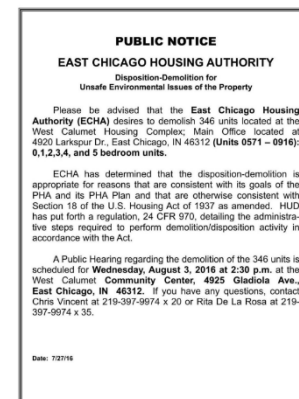 PUBLIC NOTICE
EAST CHICAGO HOUSING AUTHORITY
Disposition-Demolition for
Unsafe Environmental Issues of the Property
Please be advised that the East Chicago Housing
Authority (ECHA) desires to demolish 346 units located at the
West Calumet Housing Complex; Main Office located at
4920 Larkspur Dr., East Chicago, IN 46312 (Units 0571 – 0916):
0,1,2,3,4, and 5 bedroom units.
ECHA has determined that the disposition-demolition is
appropriate for reasons that are consistent with its goals of the
PHA and its PHA Plan and that are otherwise consistent with
Section 18 of the U.S. Housing Act of 1937 as amended. HUD
has put forth a regulation, 24 CFR 970, detailing the administra-
tive steps required to perform demolition/disposition activity in
accordance with the Act.
A Public Hearing regarding the demolition of the 346 units is
scheduled for Wednesday, August 3, 2016 at 2:30 p.m. at the
West Calumet Community Center, 4925 Gladiola Ave.,
East Chicago, IN 46312. If you have any questions, contact
Chris Vincent at 219-397-9974 x 20 or Rita De La Rosa at 219-
397-9974 x 35.
Date: 7/27/16